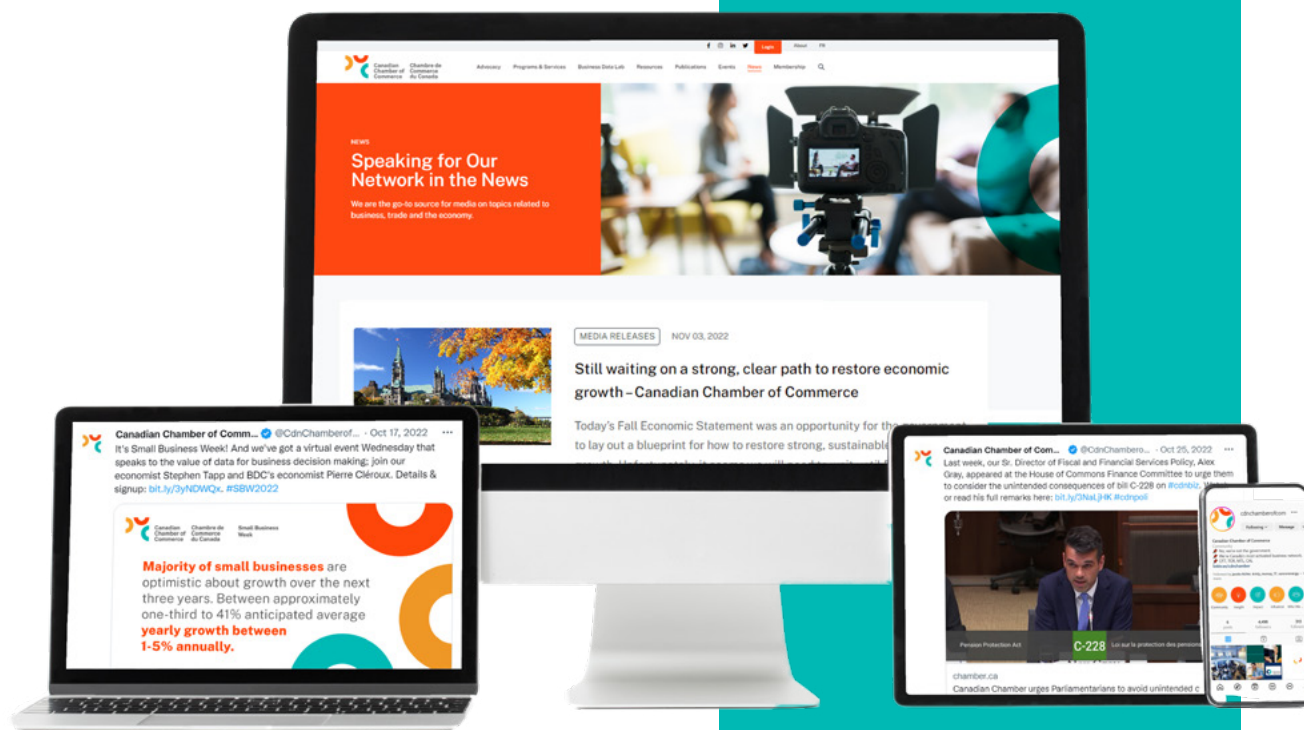 Login
About
FR
Canadian Chamber of Commerce
Chambre de Commerce du Canada
Advocacy
Programs & Services
Business Data Lab
Resources
Publications
Events
News
Membership
NEWS
Speaking for Our
Network in the News
We are the go-to source for media on topics related to
business, trade and the economy.
MEDIA RELEASES
NOV 03, 2022
Still waiting on a strong, clear path to restore economic
growth – Canadian Chamber of Commerce
Today's Fall Economic Statement was an opportunity for the government
to lay out a blueprint for how to restore strong, sustainable
Canadian Chamber of Comm... @CdnChamberof... · Oct 17, 2022 ···
It's Small Business Week! And we've got a virtual event Wednesday that
speaks to the value of data for business decision making; join our
economist Stephen Tapp and BDC's economist Pierre Cléroux. Details &
signup: bit.ly/3yNDWQx. #SBW2022
Canadian Chamber of Commerce
Chambre de Commerce du Canada
Small Business Week
Majority of small businesses are
optimistic about growth over the next
three years. Between approximately
one-third to 41% anticipated average
yearly growth between
1-5% annually.
Canadian Chamber of Com... @CdnChambero... · Oct 25, 2022 ···
Last week, our Sr. Director of Fiscal and Financial Services Policy, Alex
Gray, appeared at the House of Commons Finance Committee to urge them
to consider the unintended consequences of bill C-228 on #cdnbiz.
or read his full remarks here: bit.ly/3NaLjHK #cdnpoli
Pension Protection Act
C-228
Loi sur la protection des pensions
chamber.ca
Canadian Chamber urges Parliamentarians to avoid unintended c
cdnchamberofcom ···
Following
Message
Canadian Chamber of Commerce